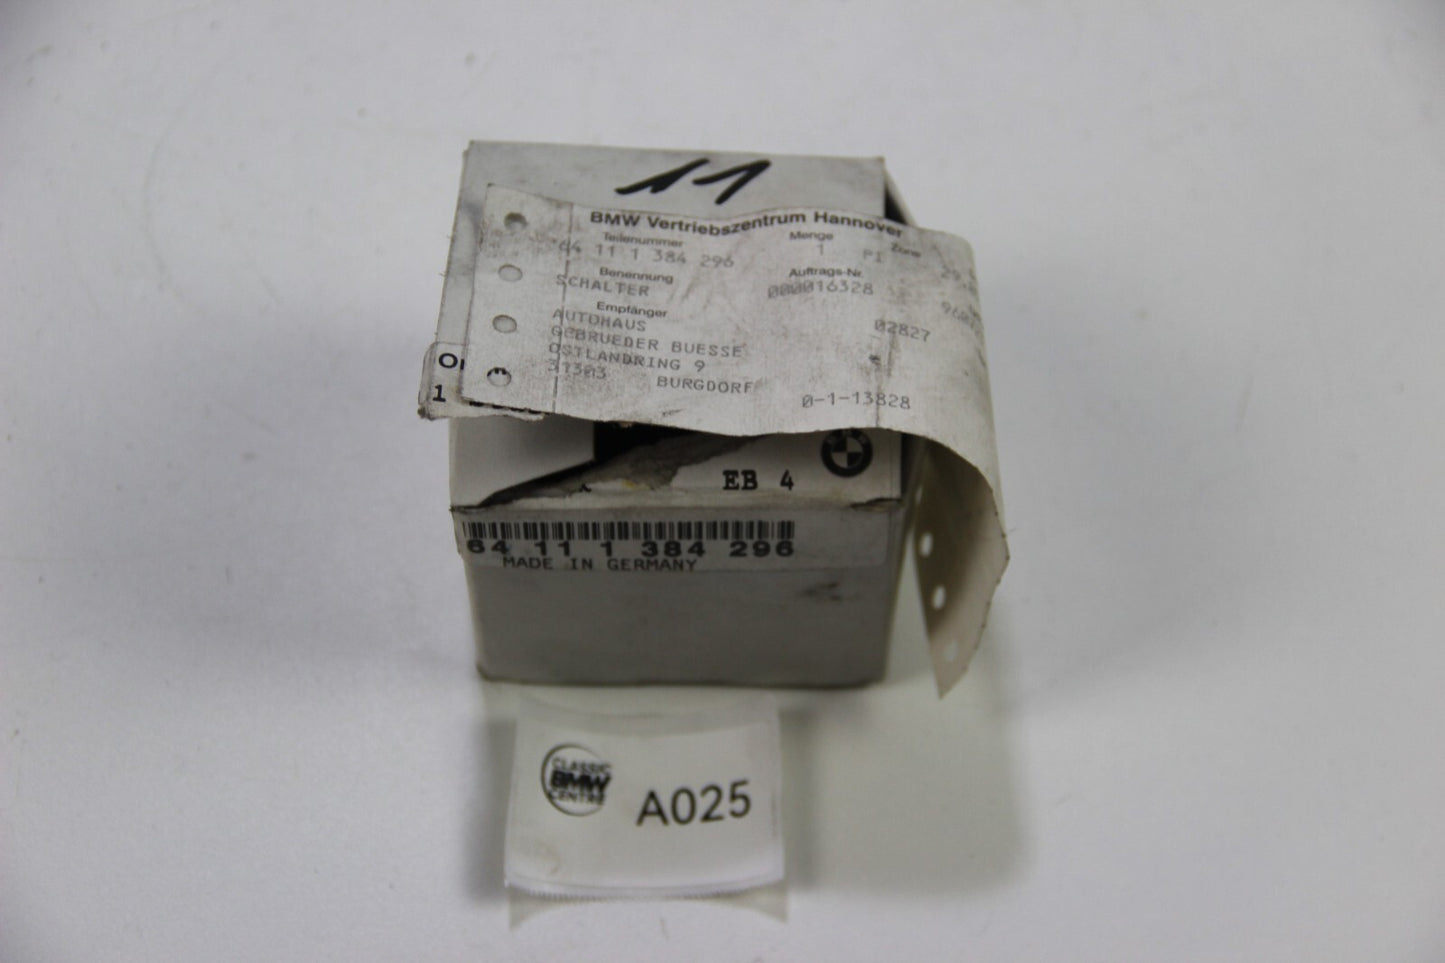 11
BMW Vertriebszentrum Hannover
Teilenummer Menge Zone
64 11 1 384 296 1 PI
Benennung Auftrags-Nr.
SCHALTER 000016328
Empfänger
AUTOHAUS 02827
GEBRUEDER BUESSE
OSTLANDRING 9
31303 BURGDORF
0-1-13828
1
EB 4
64 11 1 384 296
MADE IN GERMANY
CLASSIC
BMW
CENTRE
A025